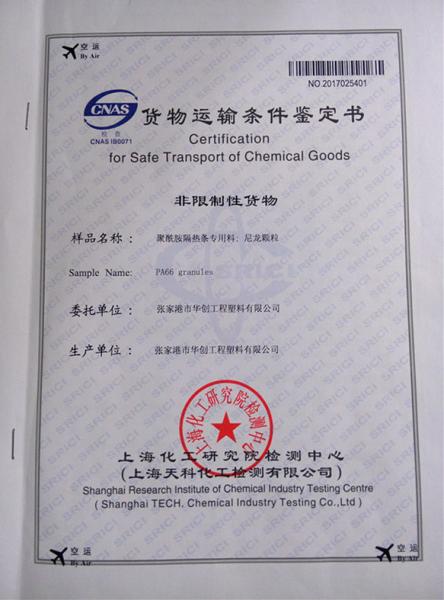 空运
By Air
NO.2017025401
CNAS
检查
CNAS IB0071
货物运输条件鉴定书
Certification
for Safe Transport of Chemical Goods
非限制性货物
样品名称： 聚酰胺隔热条专用料；尼龙颗粒
Sample Name: PA66 granules
委托单位： 张家港市华创工程塑料有限公司
生产单位： 张家港市华创工程塑料有限公司
上海化工研究院检测中心
上海化工研究院检测中心
(上海天科化工检测有限公司)
Shanghai Research Institute of Chemical Industry Testing Centre
( Shanghai TECH, Chemical Industry Testing Co.,Ltd )
空运
By Air
空运
By Air
SRICI